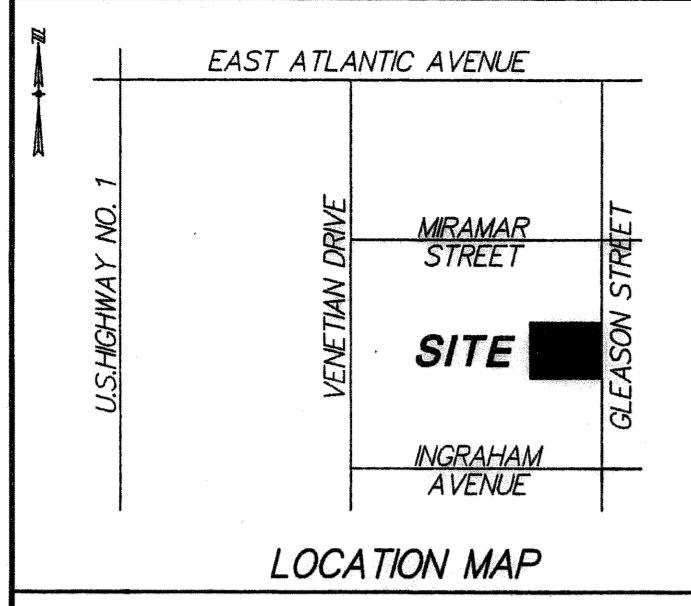 N
EAST ATLANTIC AVENUE
U.S.HIGHWAY NO. 1
VENETIAN DRIVE
MIRAMAR
STREET
GLEASON STREET
SITE
INGRAHAM
AVENUE
LOCATION MAP